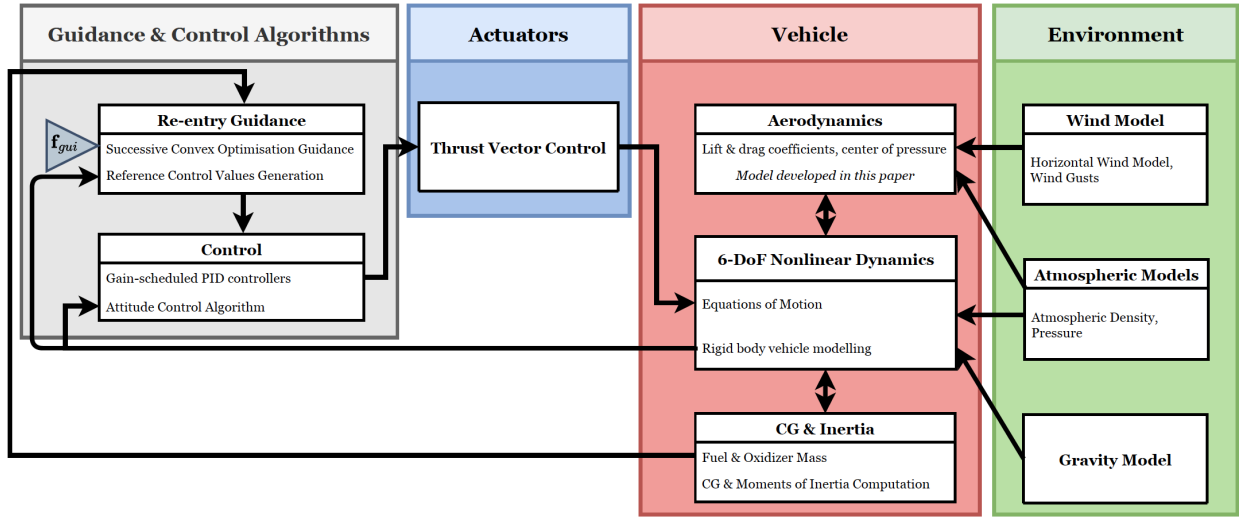 Guidance & Control Algorithms
Re-entry Guidance
f_gui
Successive Convex Optimisation Guidance
Reference Control Values Generation
Control
Gain-scheduled PID controllers
Attitude Control Algorithm
Actuators
Thrust Vector Control
Vehicle
Aerodynamics
Lift & drag coefficients, center of pressure
Model developed in this paper
6-DoF Nonlinear Dynamics
Equations of Motion
Rigid body vehicle modelling
CG & Inertia
Fuel & Oxidizer Mass
CG & Moments of Inertia Computation
Environment
Wind Model
Horizontal Wind Model,
Wind Gusts
Atmospheric Models
Atmospheric Density,
Pressure
Gravity Model